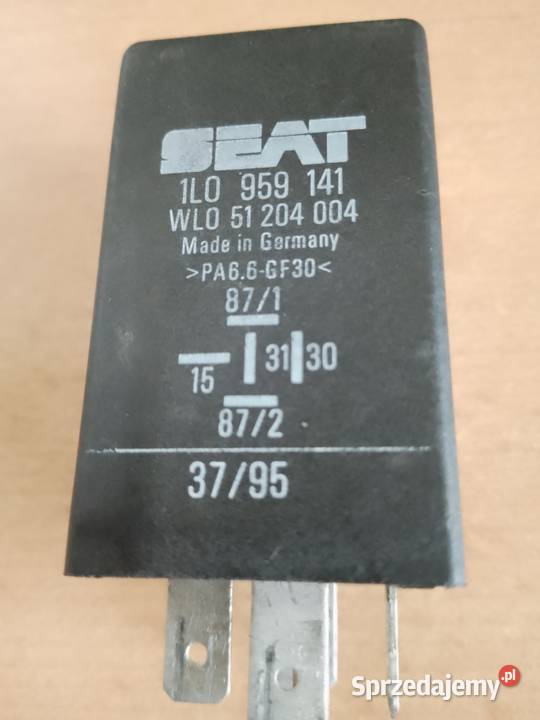 SEAT
1L0 959 141
WL0 51 204 004
Made in Germany
>PA6.6-GF30<
87/1
15 31 30
87/2
37/95
Sprzedajemy.pl